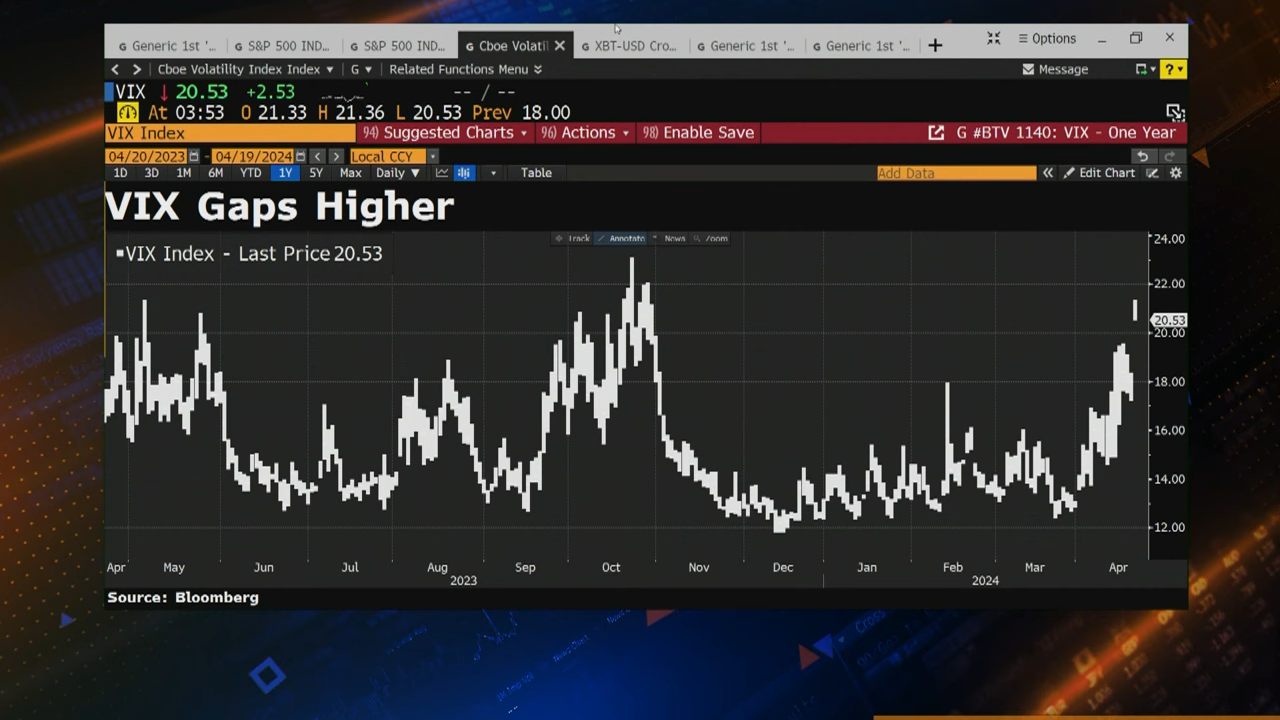 G Generic 1st '... G S&P 500 IND... G S&P 500 IND... G Cboe Volatil × G XBT-USD Cro... G Generic 1st '... G Generic 1st '... + Options
Cboe Volatility Index Index G Related Functions Menu Message ?
VIX ↓ 20.53 +2.53 -- / --
At 03:53 O 21.33 H 21.36 L 20.53 Prev 18.00
VIX Index 94) Suggested Charts 96) Actions 98) Enable Save G #BTV 1140: VIX - One Year
04/20/2023 - 04/19/2024 < > Local CCY
1D 3D 1M 6M YTD 1Y 5Y Max Daily ▼ Table Add Data « Edit Chart
VIX Gaps Higher
Track Annotate News Zoom
VIX Index - Last Price 20.53
24.00
22.00
20.53
20.00
18.00
16.00
14.00
12.00
Apr May Jun Jul Aug Sep Oct Nov Dec Jan Feb Mar Apr
2023 2024
Source: Bloomberg